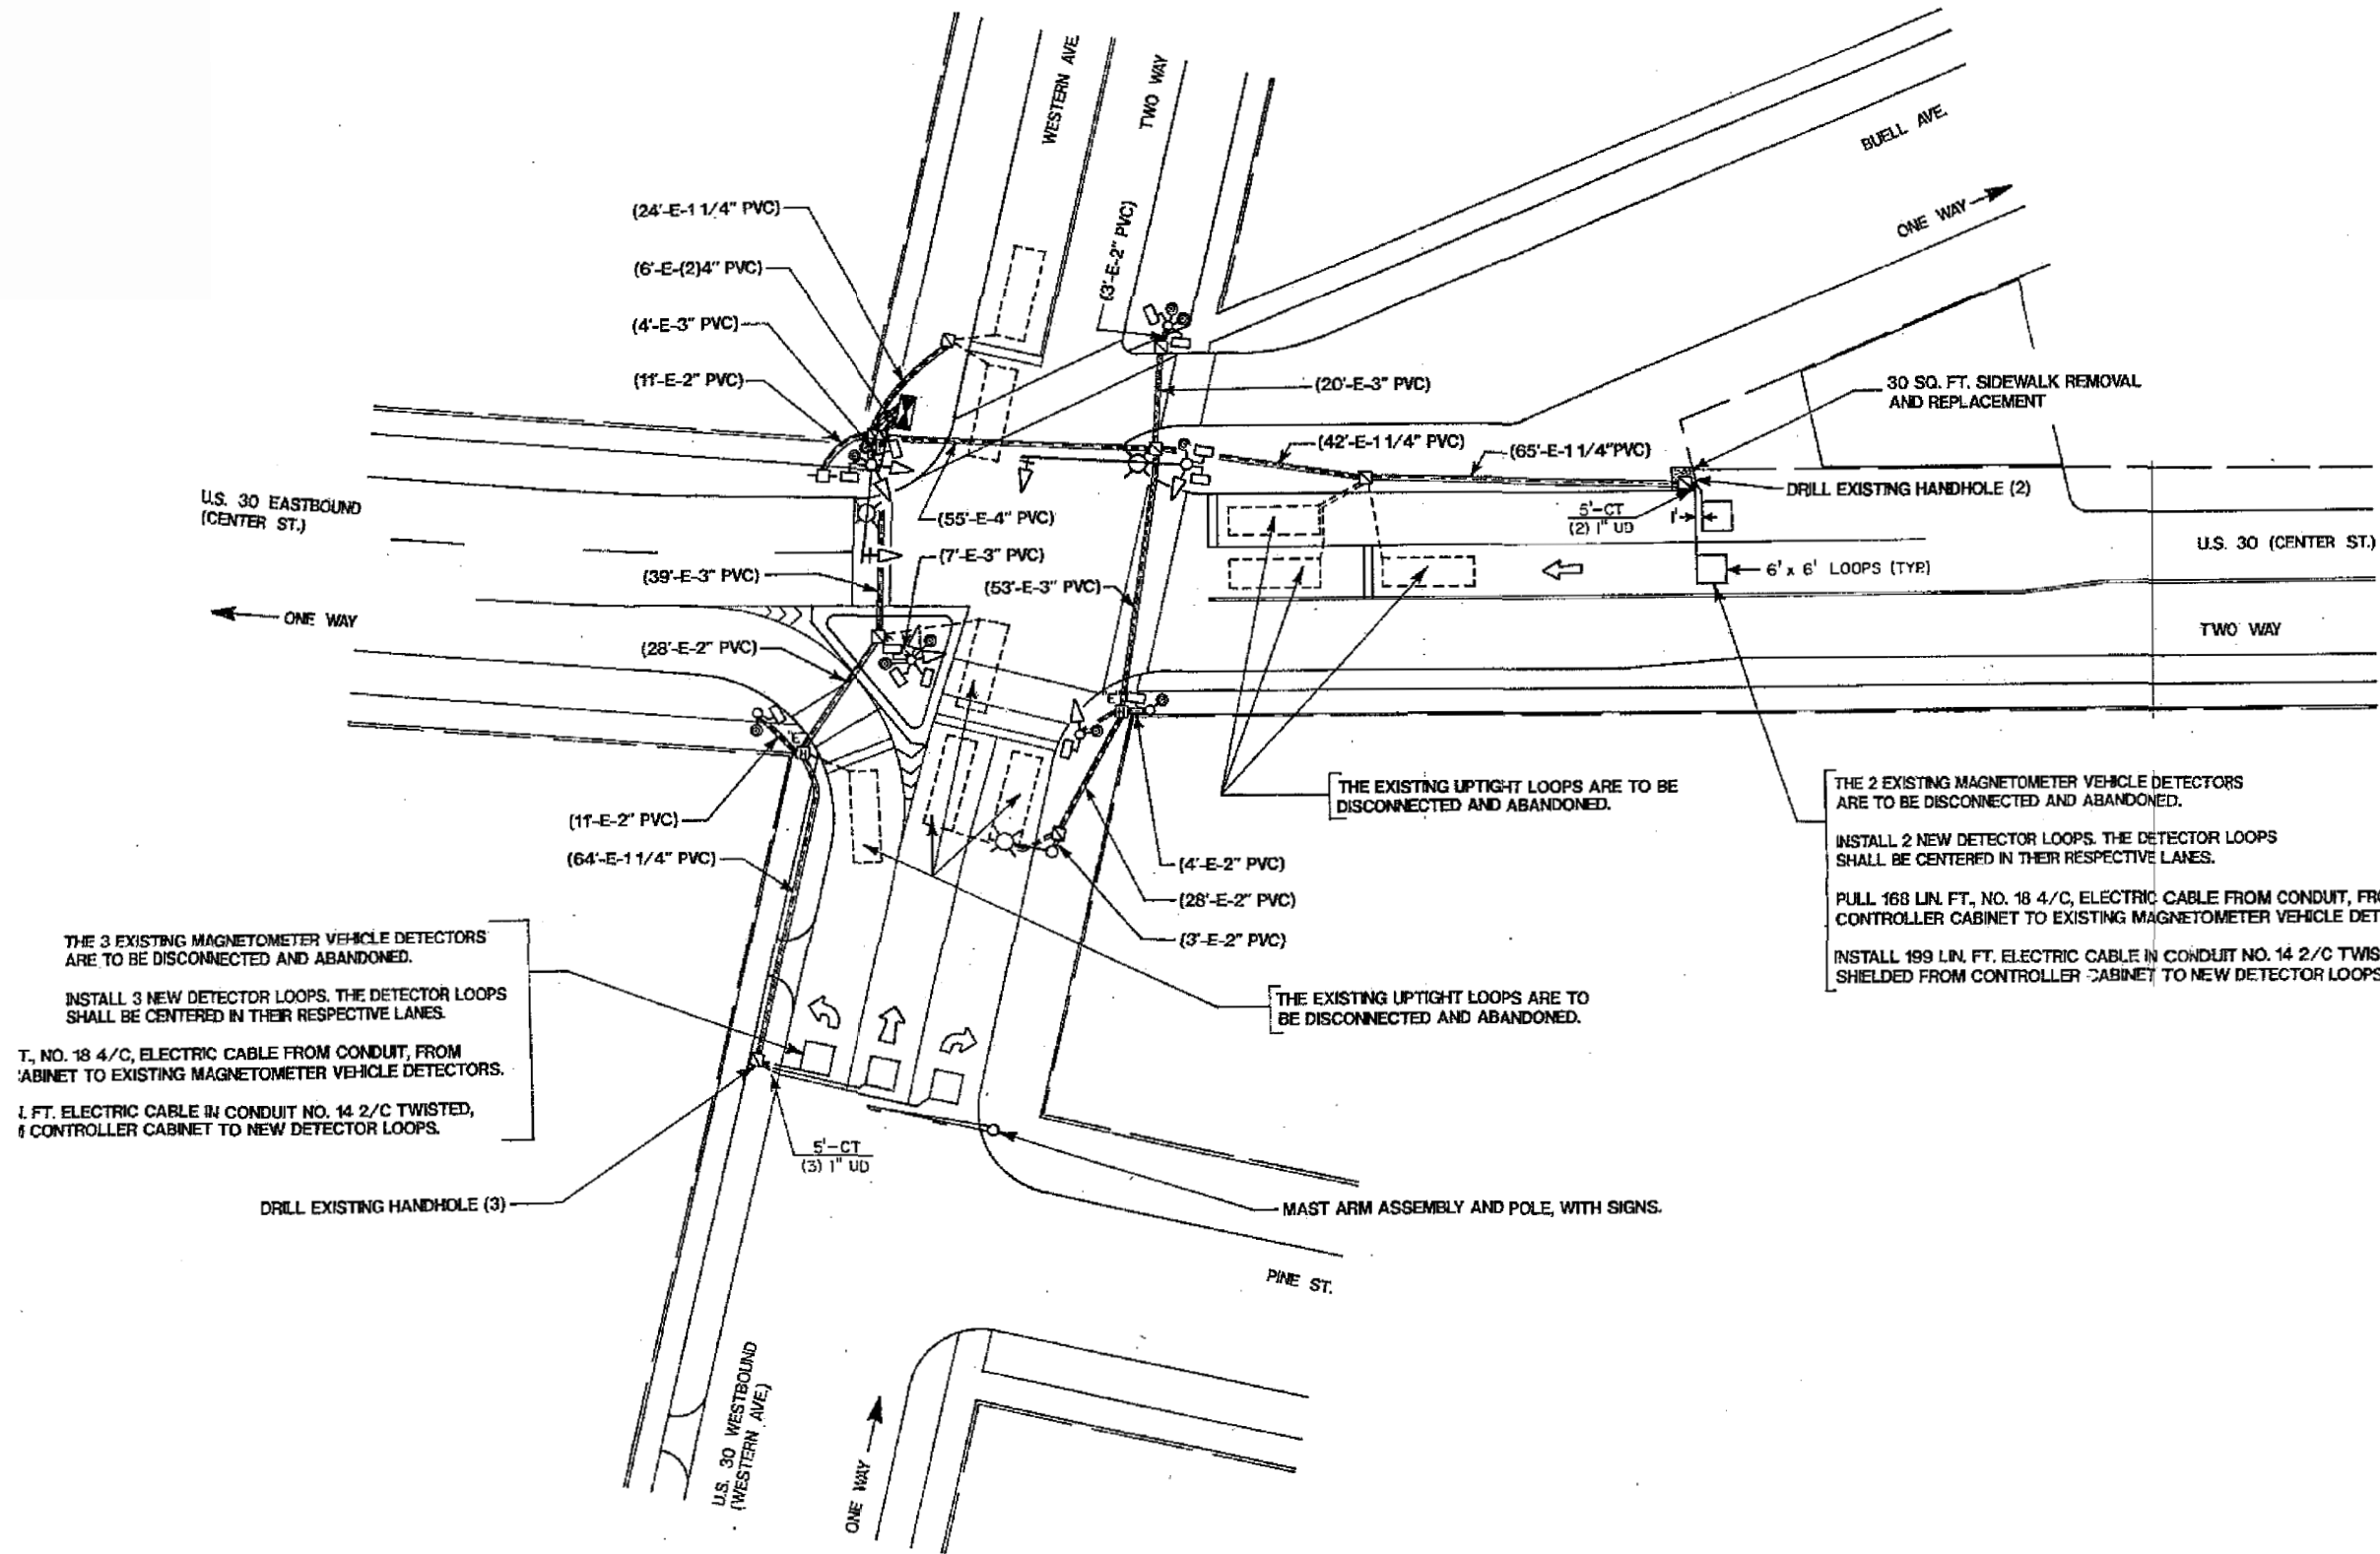 WESTERN AVE.
TWO WAY
BUELL AVE.
ONE WAY
(24'-E-1 1/4" PVC)
(6'-E-(2)4" PVC)
(4'-E-3" PVC)
(11'-E-2" PVC)
(3'-E-2" PVC)
(20'-E-3" PVC)
(42'-E-1 1/4" PVC)
(65'-E-1 1/4"PVC)
30 SQ. FT. SIDEWALK REMOVAL
AND REPLACEMENT
DRILL EXISTING HANDHOLE (2)
5'-CT
(2) 1" UD
1'
U.S. 30 EASTBOUND
(CENTER ST.)
(55'-E-4" PVC)
(7'-E-3" PVC)
(39'-E-3" PVC)
(53'-E-3" PVC)
6' x 6' LOOPS (TYP.)
U.S. 30 (CENTER ST.)
ONE WAY
TWO WAY
(28'-E-2" PVC)
E
E
H
H
(11'-E-2" PVC)
(64'-E-1 1/4" PVC)
THE EXISTING UPTIGHT LOOPS ARE TO BE
DISCONNECTED AND ABANDONED.
(4'-E-2" PVC)
(28'-E-2" PVC)
(3'-E-2" PVC)
THE 2 EXISTING MAGNETOMETER VEHICLE DETECTORS
ARE TO BE DISCONNECTED AND ABANDONED.
INSTALL 2 NEW DETECTOR LOOPS. THE DETECTOR LOOPS
SHALL BE CENTERED IN THEIR RESPECTIVE LANES.
PULL 168 LIN. FT., NO. 18 4/C, ELECTRIC CABLE FROM CONDUIT, FRO
CONTROLLER CABINET TO EXISTING MAGNETOMETER VEHICLE DET
INSTALL 199 LIN. FT. ELECTRIC CABLE IN CONDUIT NO. 14 2/C TWIS
SHIELDED FROM CONTROLLER CABINET TO NEW DETECTOR LOOPS
THE 3 EXISTING MAGNETOMETER VEHICLE DETECTORS
ARE TO BE DISCONNECTED AND ABANDONED.
INSTALL 3 NEW DETECTOR LOOPS. THE DETECTOR LOOPS
SHALL BE CENTERED IN THEIR RESPECTIVE LANES.
T., NO. 18 4/C, ELECTRIC CABLE FROM CONDUIT, FROM
ABINET TO EXISTING MAGNETOMETER VEHICLE DETECTORS.
. FT. ELECTRIC CABLE IN CONDUIT NO. 14 2/C TWISTED,
CONTROLLER CABINET TO NEW DETECTOR LOOPS.
THE EXISTING UPTIGHT LOOPS ARE TO
BE DISCONNECTED AND ABANDONED.
5'-CT
(3) 1" UD
DRILL EXISTING HANDHOLE (3)
MAST ARM ASSEMBLY AND POLE, WITH SIGNS.
PINE ST.
U.S. 30 WESTBOUND
(WESTERN AVE.)
ONE WAY